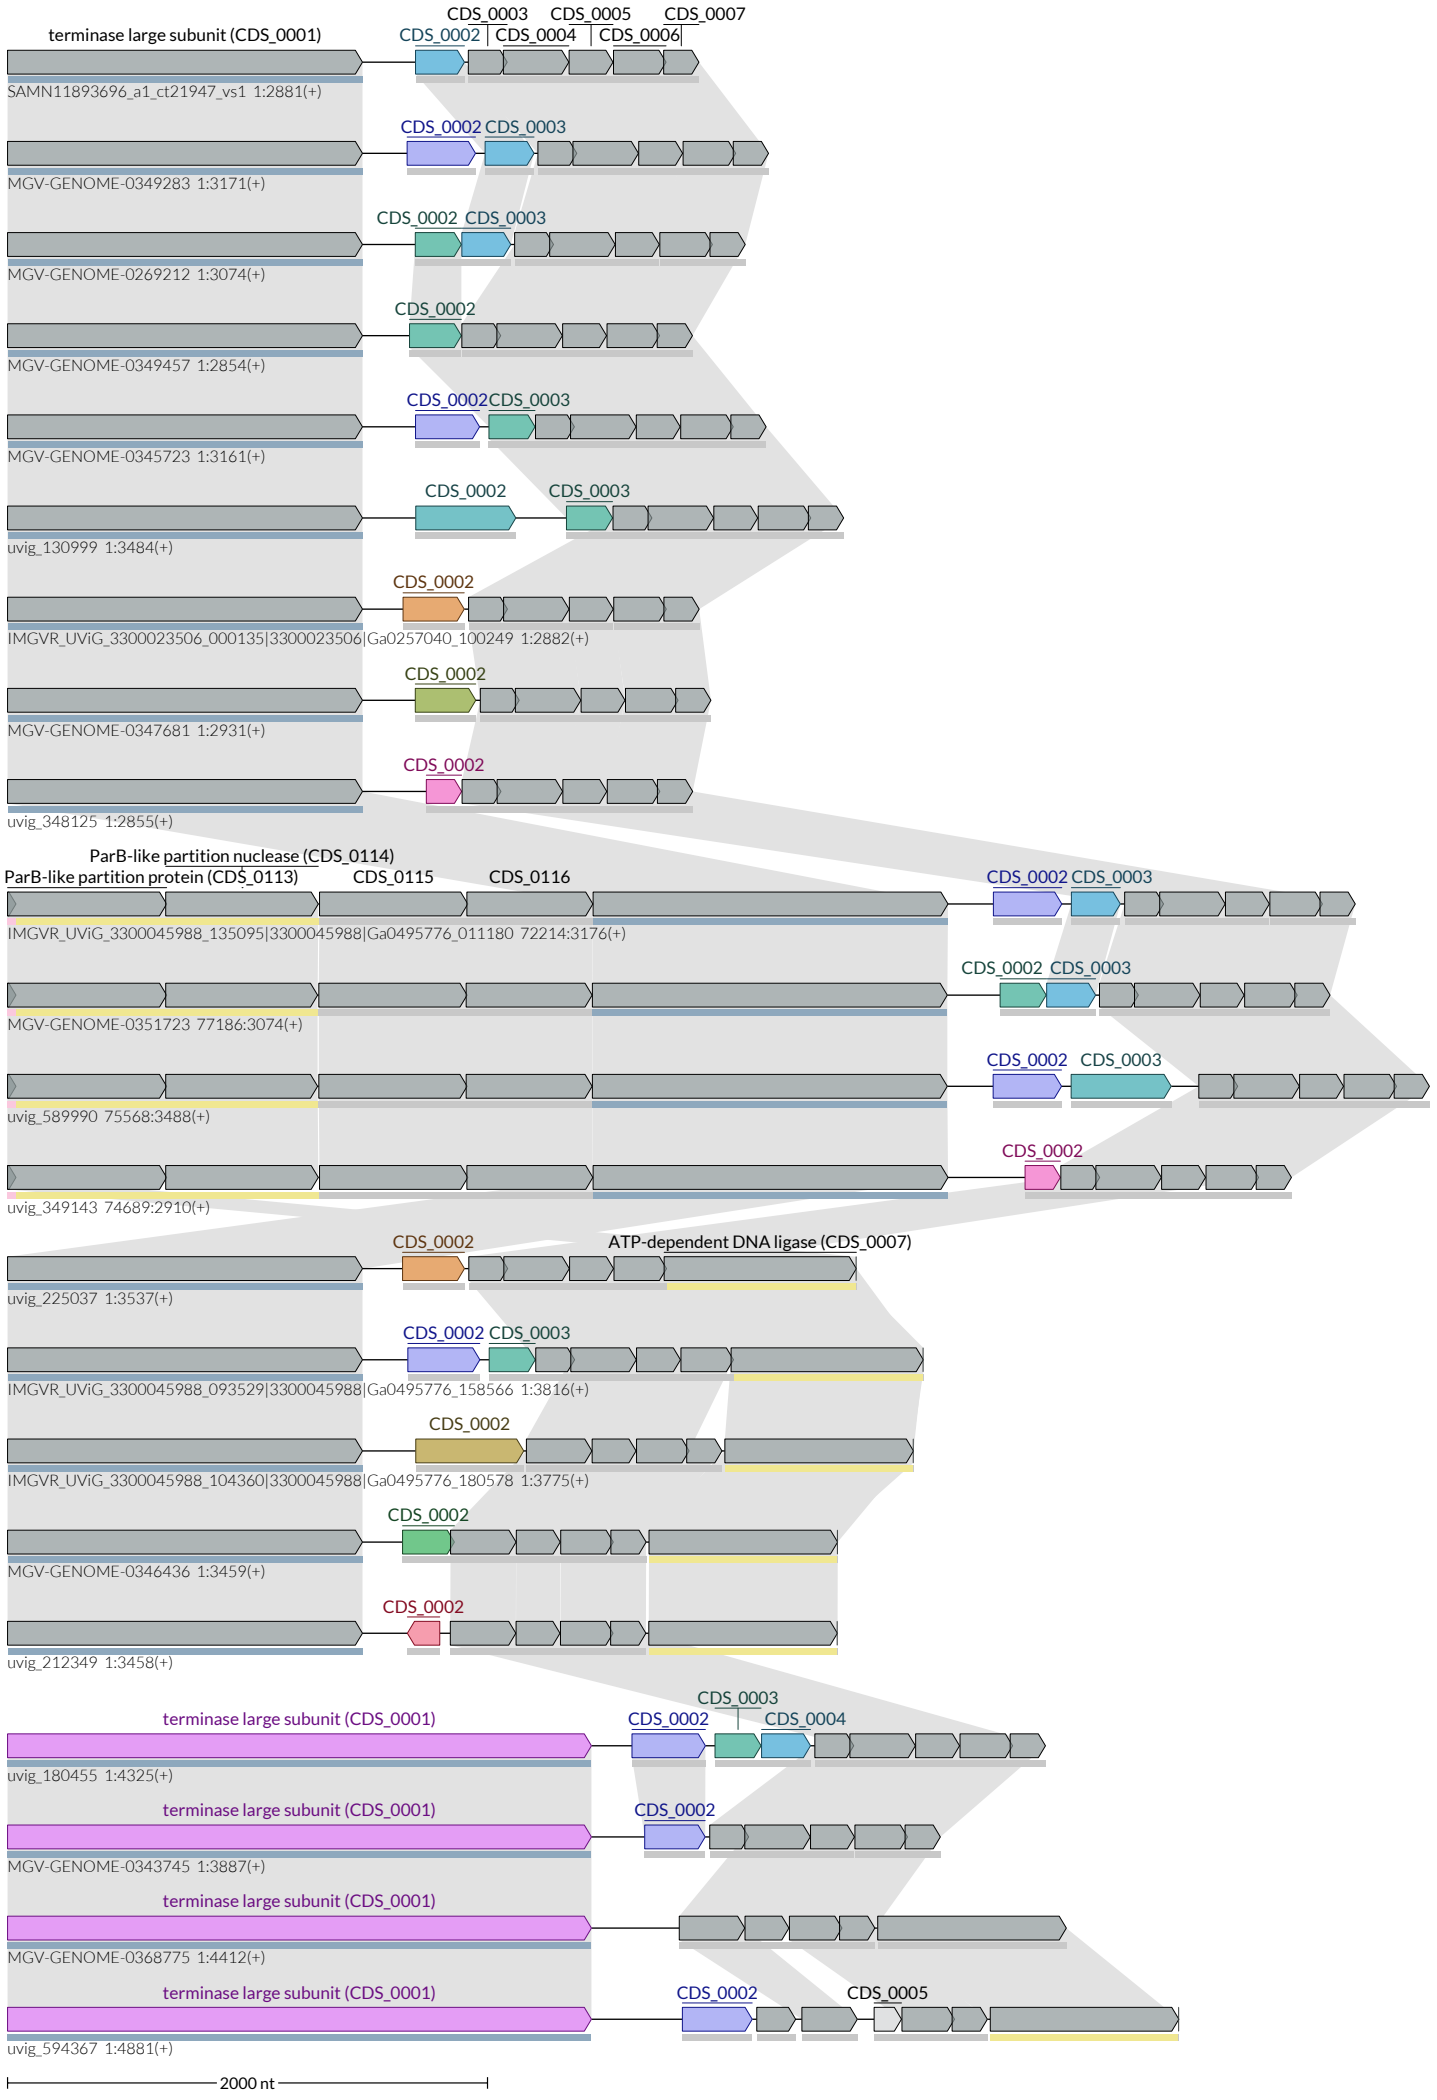 CDS_0003 CDS_0005 CDS_0007
terminase large subunit (CDS_0001) CDS_0002 CDS_0004 CDS_0006
SAMN11893696_a1_ct21947_vs1 1:2881(+)
CDS_0002 CDS_0003
MGV-GENOME-0349283 1:3171(+)
CDS_0002 CDS_0003
MGV-GENOME-0269212 1:3074(+)
CDS_0002
MGV-GENOME-0349457 1:2854(+)
CDS_0002 CDS_0003
MGV-GENOME-0345723 1:3161(+)
CDS_0002 CDS_0003
uvig_130999 1:3484(+)
CDS_0002
IMGVR_UViG_3300023506_000135|3300023506|Ga0257040_100249 1:2882(+)
CDS_0002
MGV-GENOME-0347681 1:2931(+)
CDS_0002
uvig_348125 1:2855(+)
ParB-like partition nuclease (CDS_0114)
ParB-like partition protein (CDS_0113) CDS_0115 CDS_0116 CDS_0002 CDS_0003
IMGVR_UViG_3300045988_135095|3300045988|Ga0495776_011180 72214:3176(+)
CDS_0002 CDS_0003
MGV-GENOME-0351723 77186:3074(+)
CDS_0002 CDS_0003
uvig_589990 75568:3488(+)
CDS_0002
uvig_349143 74689:2910(+)
CDS_0002 ATP-dependent DNA ligase (CDS_0007)
uvig_225037 1:3537(+)
CDS_0002 CDS_0003
IMGVR_UViG_3300045988_093529|3300045988|Ga0495776_158566 1:3816(+)
CDS_0002
IMGVR_UViG_3300045988_104360|3300045988|Ga0495776_180578 1:3775(+)
CDS_0002
MGV-GENOME-0346436 1:3459(+)
CDS_0002
uvig_212349 1:3458(+)
CDS_0003
terminase large subunit (CDS_0001) CDS_0002 CDS_0004
uvig_180455 1:4325(+)
terminase large subunit (CDS_0001) CDS_0002
MGV-GENOME-0343745 1:3887(+)
terminase large subunit (CDS_0001)
MGV-GENOME-0368775 1:4412(+)
terminase large subunit (CDS_0001) CDS_0002 CDS_0005
uvig_594367 1:4881(+)
2000 nt